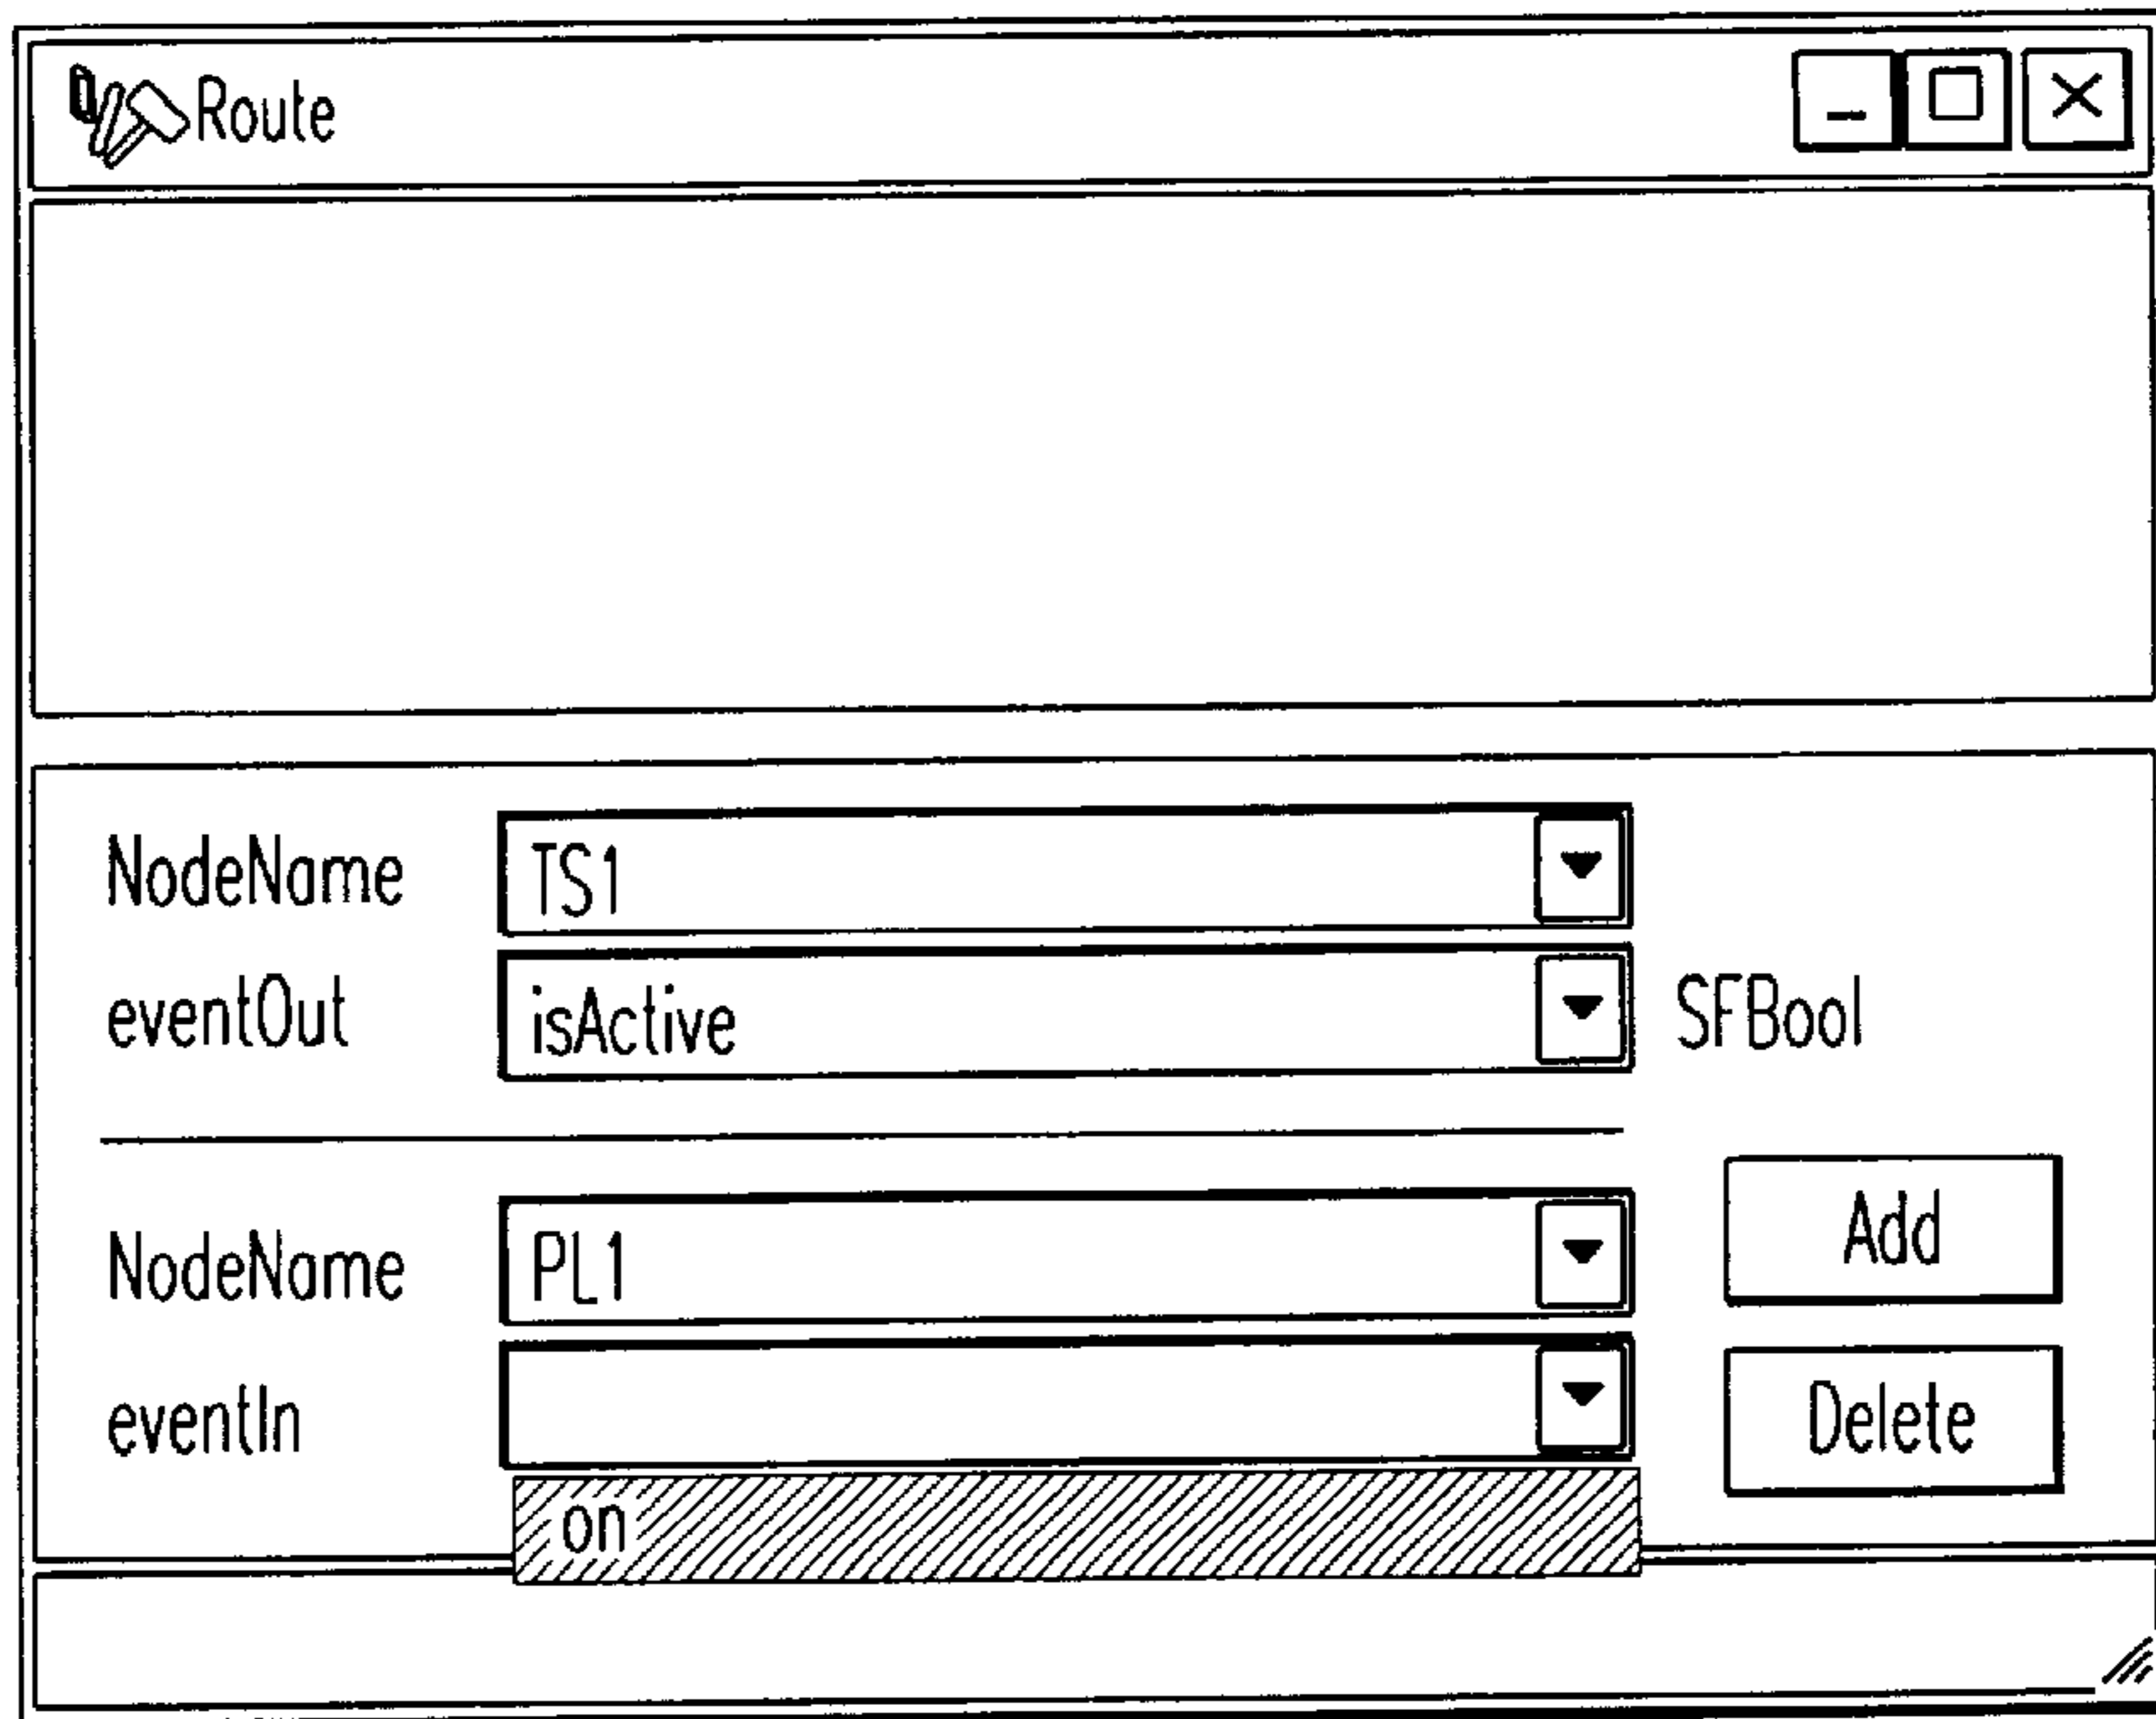 Route
NodeName TS1
eventOut isActive SFBool
NodeName PL1 Add
eventIn Delete
on